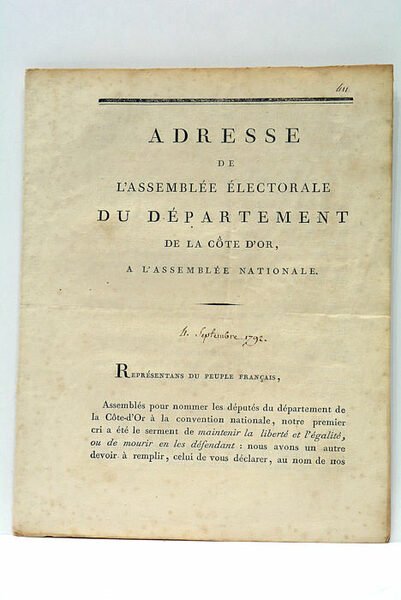 ADRESSE
DE
L'ASSEMBLÉE ÉLECTORALE
DU DÉPARTEMENT
DE LA CÔTE D'OR,
A L'ASSEMBLÉE NATIONALE.
4. Septembre 1792.
REPRÉSENTANS DU PEUPLE FRANÇAIS,
Assemblés pour nommer les députés du département de
la Côte-d'Or à la convention nationale, notre premier
cri a été le serment de maintenir la liberté et l'égalité,
ou de mourir en les défendant : nous avons un autre
devoir à remplir, celui de vous déclarer, au nom de nos